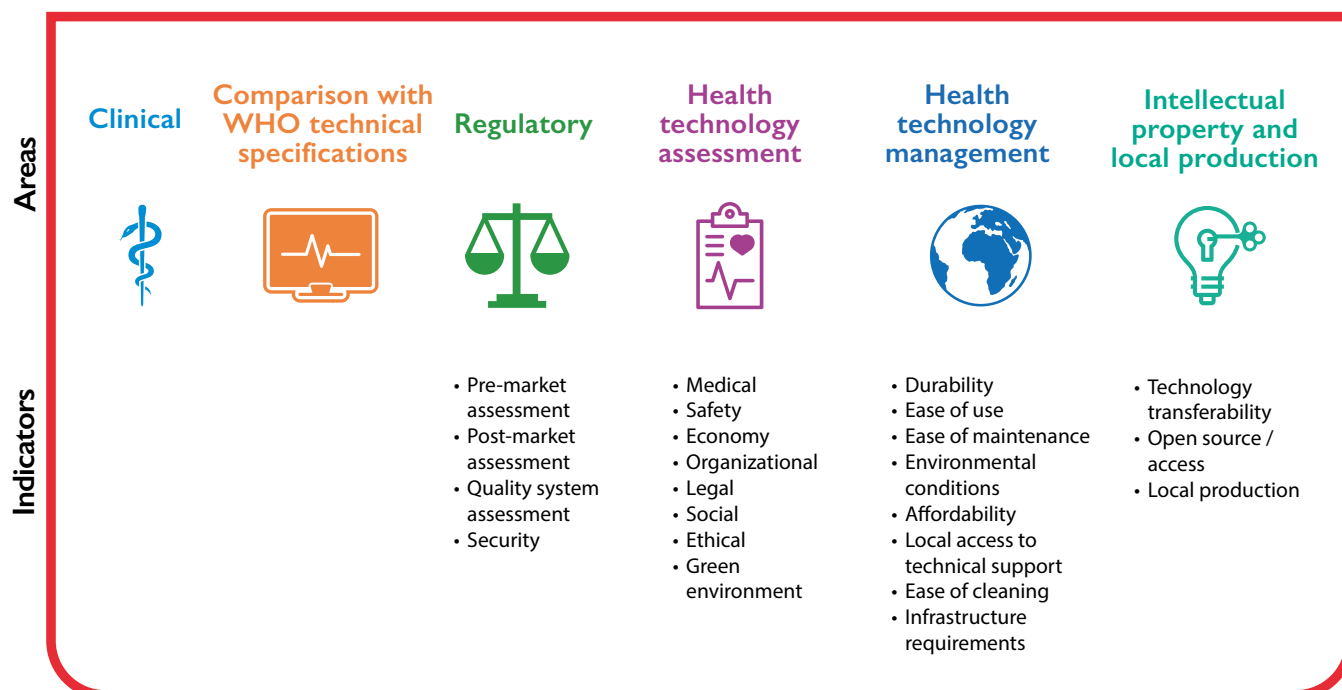 Areas
Clinical
Comparison with
WHO technical
specifications
Regulatory
Health
technology
assessment
Health
technology
management
Intellectual
property and
local production
Indicators
• Pre-market
assessment
• Post-market
assessment
• Quality system
assessment
• Security
• Medical
• Safety
• Economy
• Organizational
• Legal
• Social
• Ethical
• Green
environment
• Durability
• Ease of use
• Ease of maintenance
• Environmental
conditions
• Affordability
• Local access to
technical support
• Ease of cleaning
• Infrastructure
requirements
• Technology
transferability
• Open source /
access
• Local production